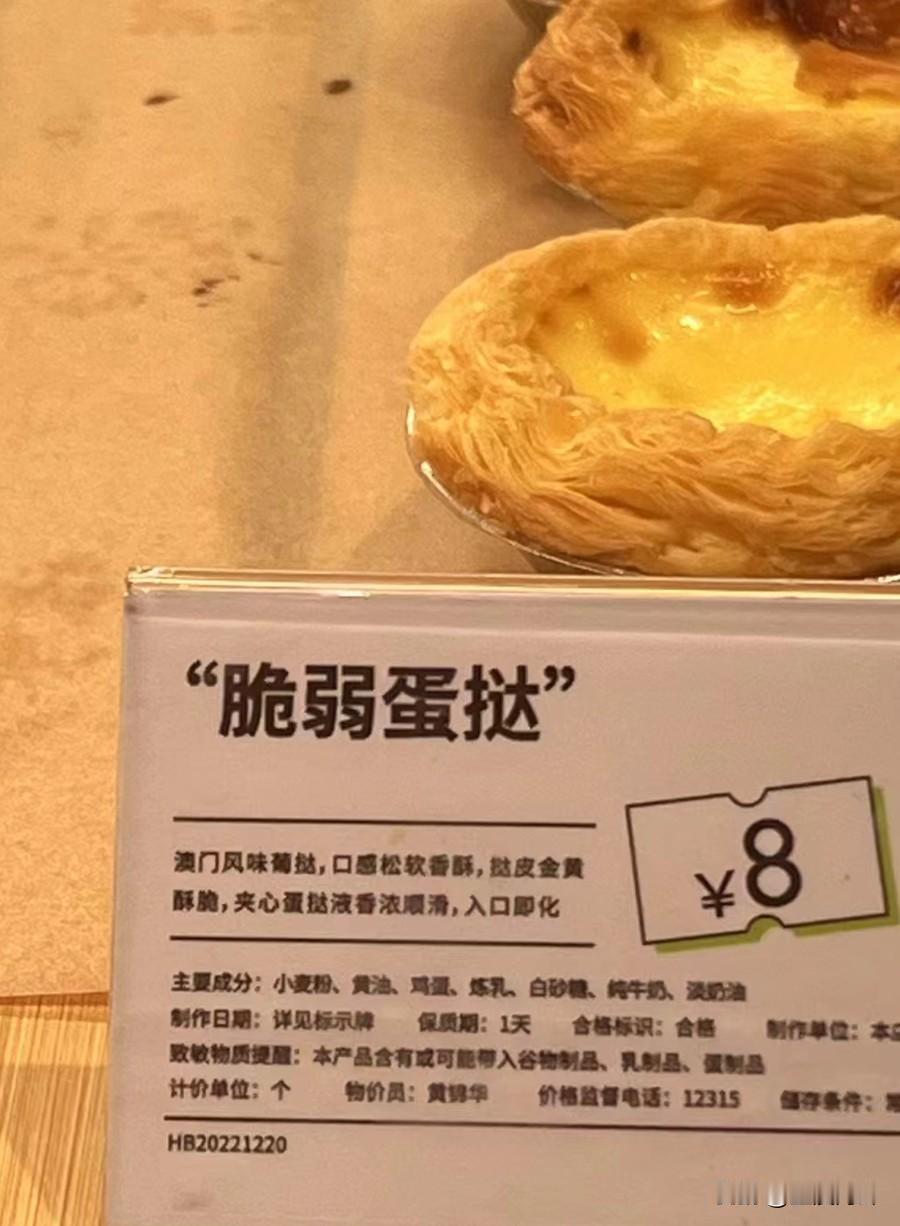 “脆弱蛋挞”
澳门风味葡挞,口感松软香酥,挞皮金黄
酥脆,夹心蛋挞液香浓顺滑,入口即化
¥8
主要成分：小麦粉、黄油、鸡蛋、炼乳、白砂糖、纯牛奶、淡奶油
制作日期：详见标示牌 保质期：1天 合格标识：合格 制作单位：本店
致敏物质提醒：本产品含有或可能带入谷物制品、乳制品、蛋制品
计价单位：个 物价员：黄锦华 价格监督电话：12315 储存条件：常
HB20221220